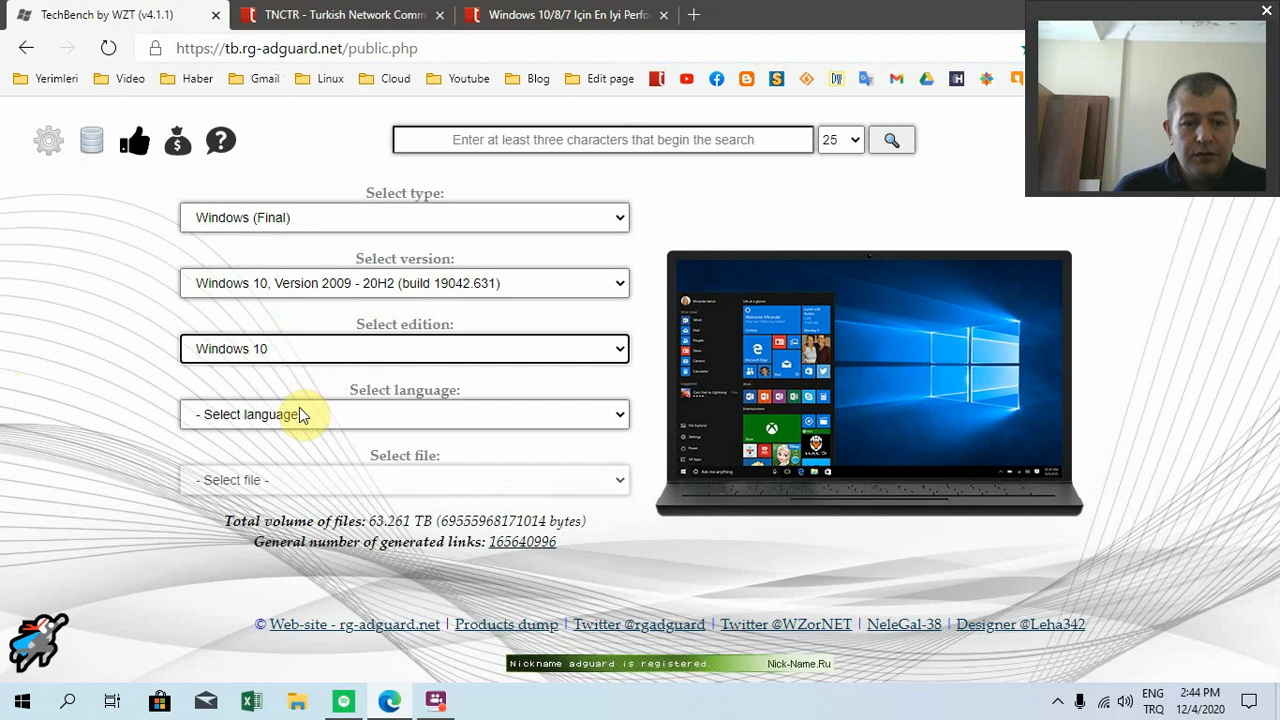 TechBench by WZT (v4.1.1)
TNCTR - Turkish Network Comm
Windows 10/8/7 Için En Iyi Perfo
https://tb.rg-adguard.net/public.php
Yerimleri
Video
Haber
Gmail
Linux
Cloud
Youtube
Blog
Edit page
Enter at least three characters that begin the search
25
Select type:
Windows (Final)
Select version:
Windows 10, Version 2009 - 20H2 (build 19042.631)
Select edition:
Windows 10
Select language:
- Select language
Select file:
- Select file -
Total volume of files: 63.261 TB (69555968171014 bytes)
General number of generated links: 165640996
© Web-site - rg-adguard.net | Products dump | Twitter @rgadguard | Twitter @WZorNET | NeleGal-38 | Designer @Leha342
Nickname adguard is registered. Nick-Name.Ru
ENG
TRQ
2:44 PM
12/4/2020